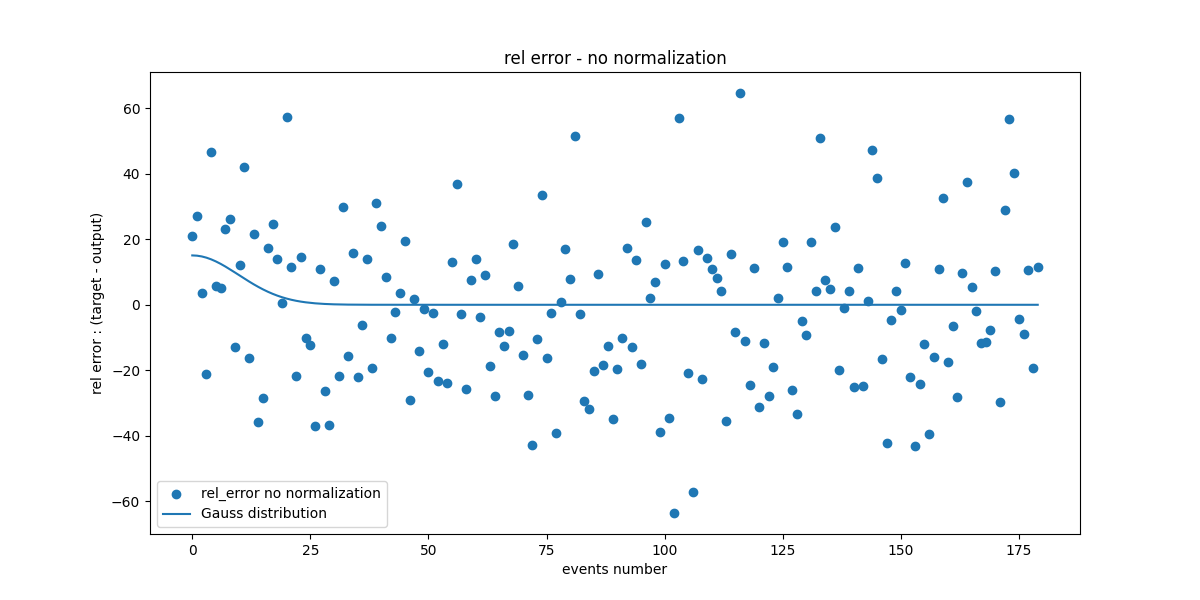 rel error - no normalization
rel error : (target - output)
60
40
20
0
−20
−40
−60
rel_error no normalization
Gauss distribution
0 25 50 75 100 125 150 175
events number